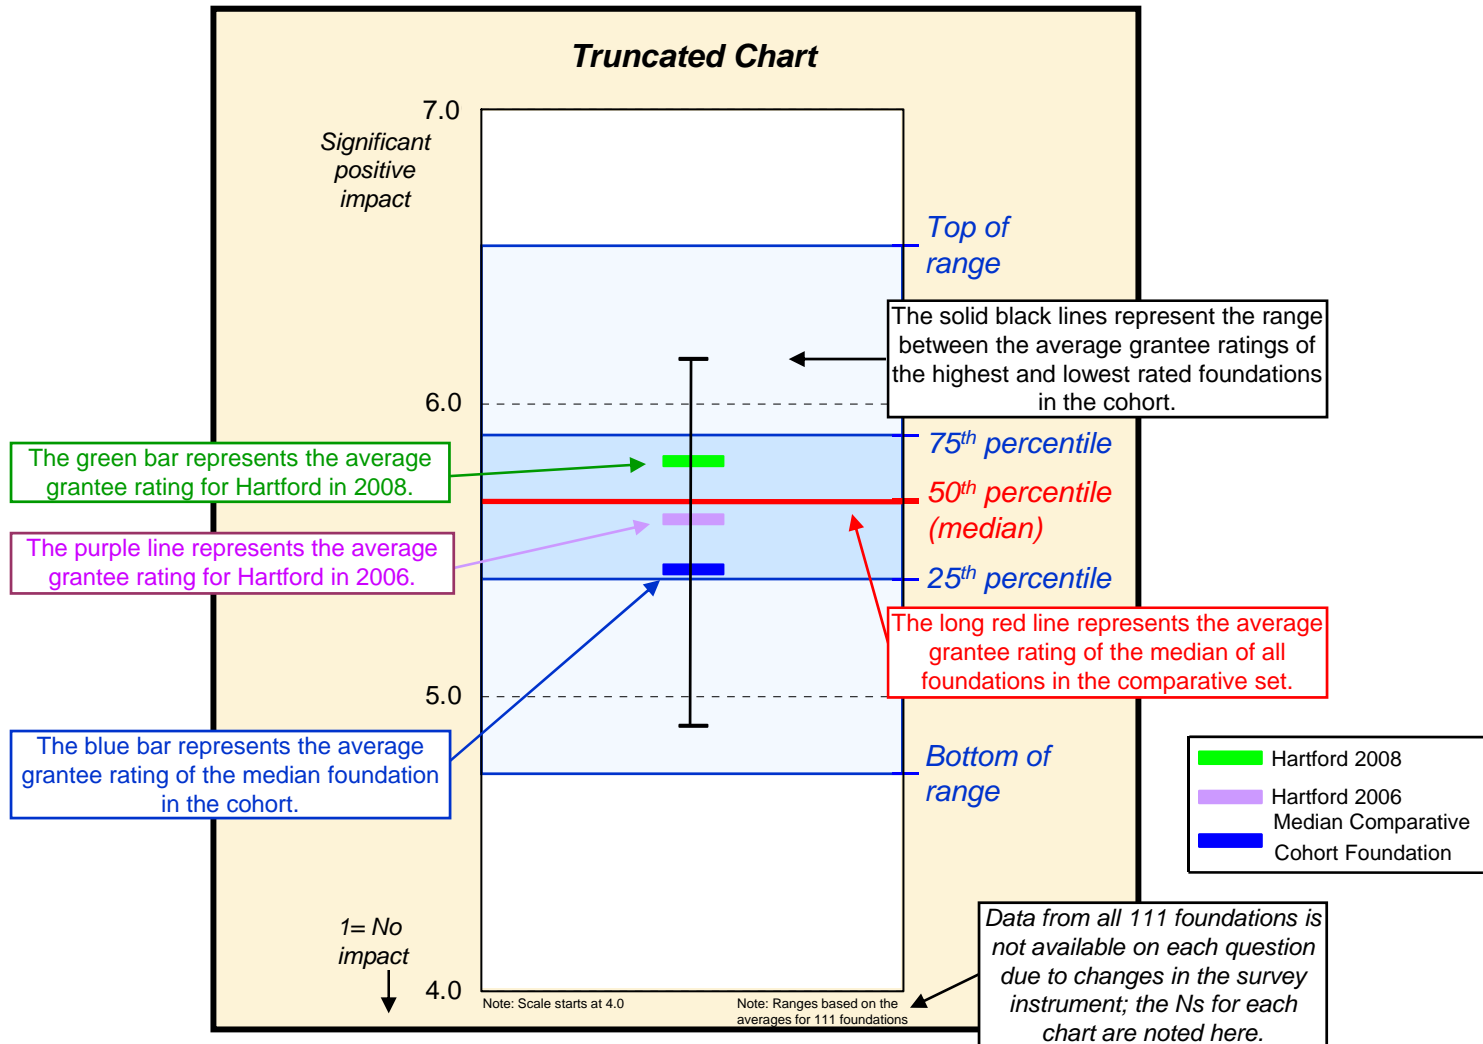 Truncated Chart
7.0
Significant
positive
impact
Top of
range
The solid black lines represent the range
between the average grantee ratings of
the highest and lowest rated foundations
in the cohort.
6.0
75th percentile
The green bar represents the average
grantee rating for Hartford in 2008.
50th percentile
(median)
The purple line represents the average
grantee rating for Hartford in 2006.
25th percentile
The long red line represents the average
grantee rating of the median of all
foundations in the comparative set.
5.0
The blue bar represents the average
grantee rating of the median foundation
in the cohort.
Bottom of
range
Hartford 2008
Hartford 2006
Median Comparative
Cohort Foundation
1= No
impact
4.0
Note: Scale starts at 4.0
Note: Ranges based on the
averages for 111 foundations
Data from all 111 foundations is
not available on each question
due to changes in the survey
instrument; the Ns for each
chart are noted here.